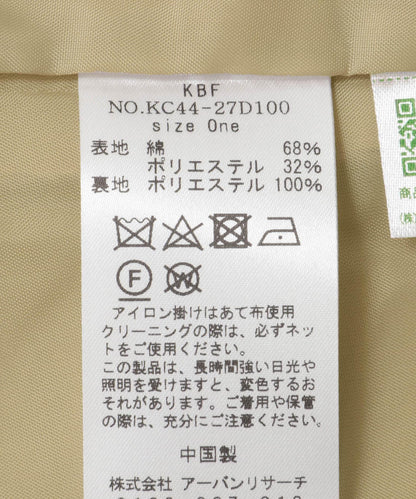 KBF
NO.KC44-27D100
size One
表地 綿 68%
ポリエステル 32%
裏地 ポリエステル 100%
F
W
アイロン掛けはあて布使用
クリーニングの際は、必ずネッ
トをご使用ください。
この製品は、長時間強い日光や
照明を受けますと、変色するお
それがあります。ご着用や保管
の際は、充分にご注意ください。
中国製
株式会社 アーバンリサーチ
商品
(株)